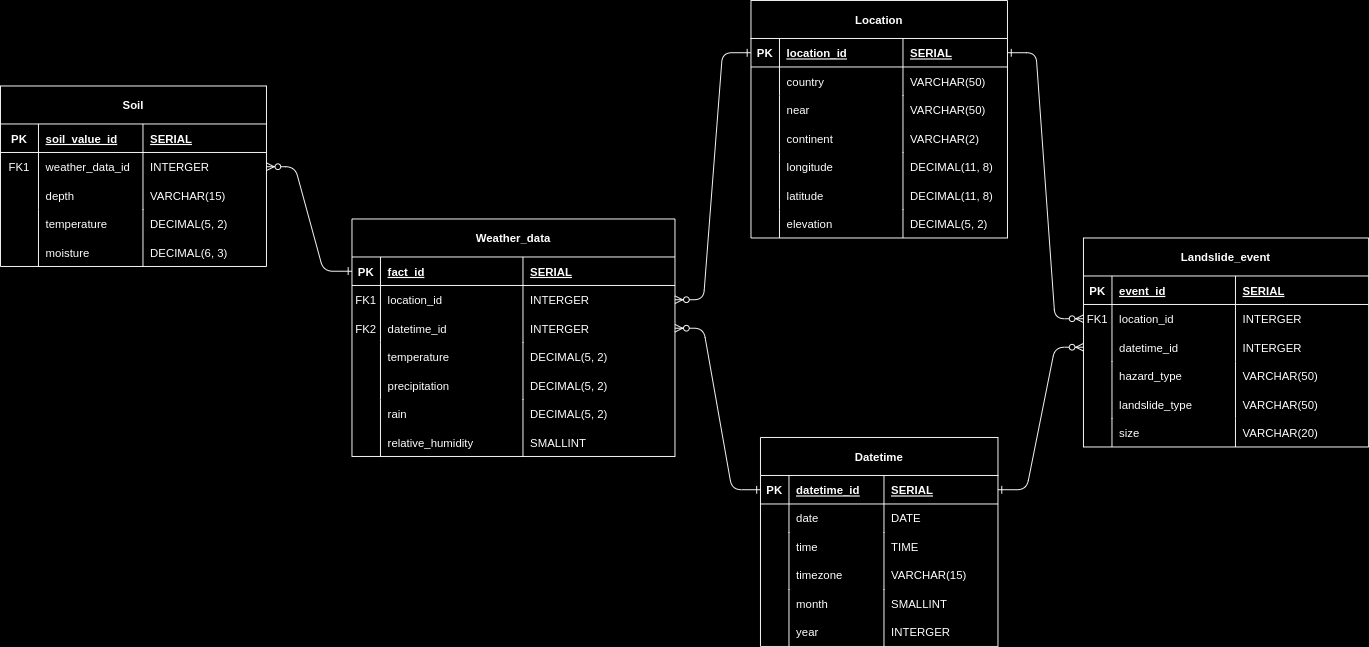 Location
PK location_id SERIAL
country VARCHAR(50)
near VARCHAR(50)
continent VARCHAR(2)
longitude DECIMAL(11, 8)
latitude DECIMAL(11, 8)
elevation DECIMAL(5, 2)
Soil
PK soil_value_id SERIAL
FK1 weather_data_id INTERGER
depth VARCHAR(15)
temperature DECIMAL(5, 2)
moisture DECIMAL(6, 3)
Weather_data
PK fact_id SERIAL
FK1 location_id INTERGER
FK2 datetime_id INTERGER
temperature DECIMAL(5, 2)
precipitation DECIMAL(5, 2)
rain DECIMAL(5, 2)
relative_humidity SMALLINT
Landslide_event
PK event_id SERIAL
FK1 location_id INTERGER
datetime_id INTERGER
hazard_type VARCHAR(50)
landslide_type VARCHAR(50)
size VARCHAR(20)
Datetime
PK datetime_id SERIAL
date DATE
time TIME
timezone VARCHAR(15)
month SMALLINT
year INTERGER